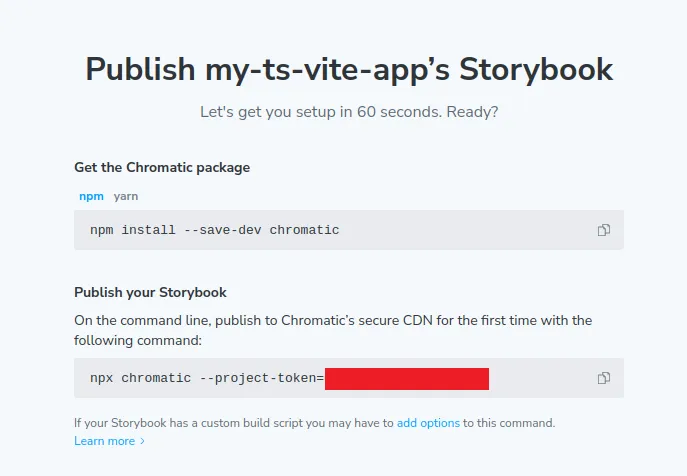 Publish my-ts-vite-app’s Storybook
Let's get you setup in 60 seconds. Ready?
Get the Chromatic package
npm yarn
npm install --save-dev chromatic
Publish your Storybook
On the command line, publish to Chromatic’s secure CDN for the first time with the
following command:
npx chromatic --project-token=
If your Storybook has a custom build script you may have to add options to this command.
Learn more